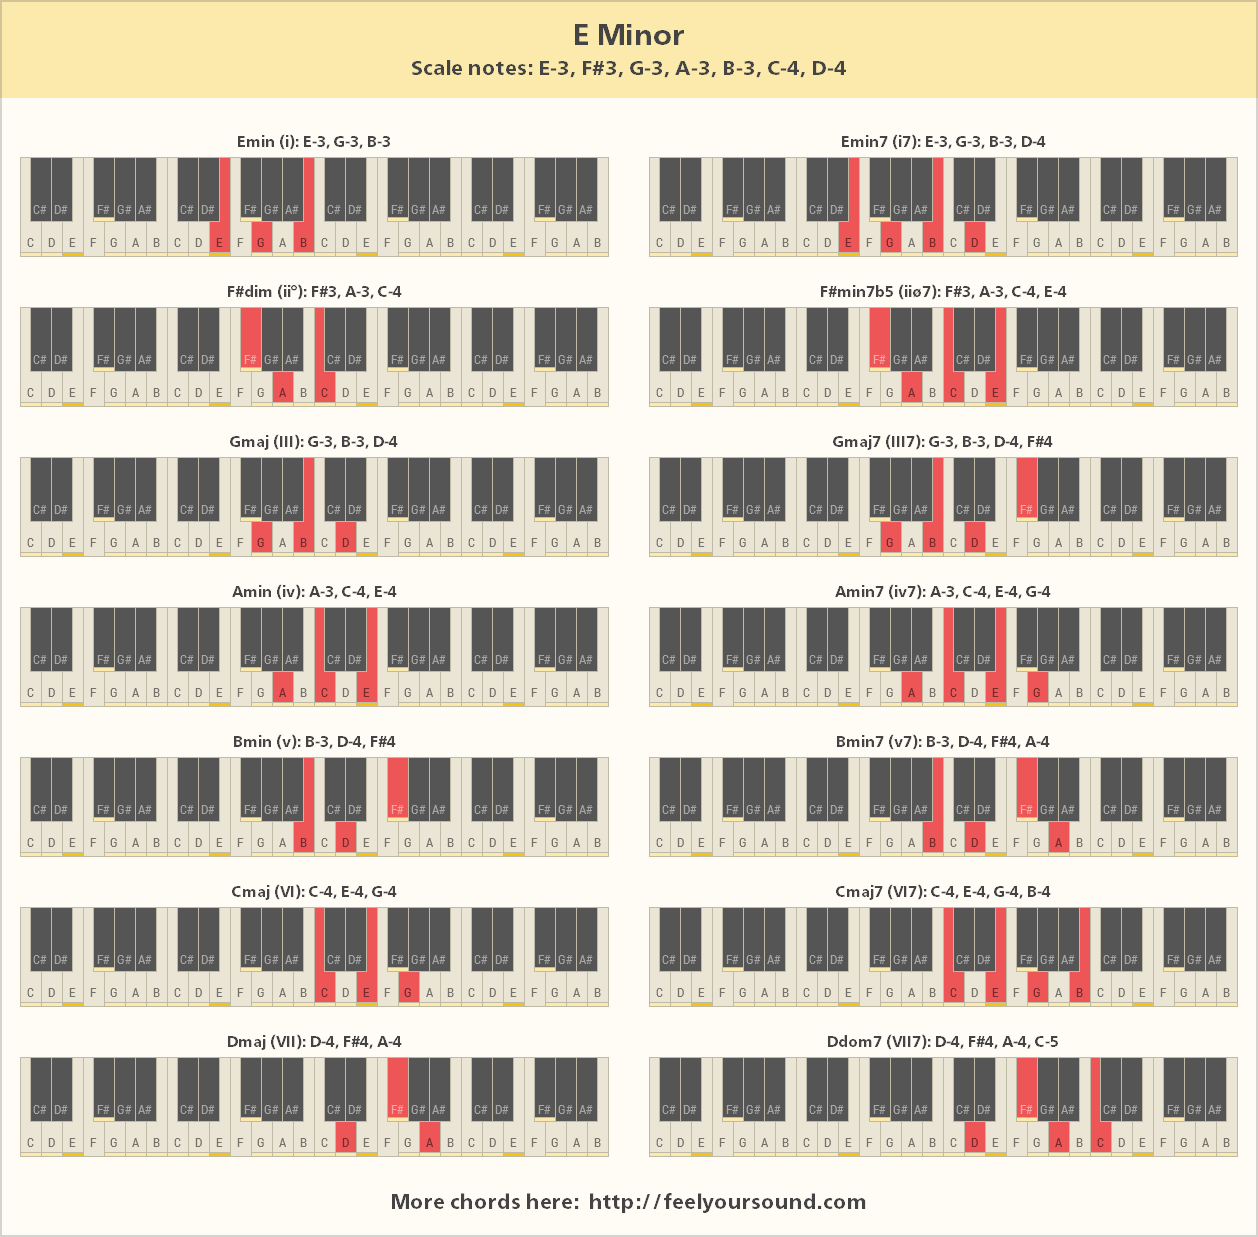 E Minor
Scale notes: E-3, F#3, G-3, A-3, B-3, C-4, D-4
Emin (i): E-3, G-3, B-3
C# D# F# G# A# C# D# F# G# A# C# D# F# G# A# C# D# F# G# A#
C D E F G A B C D E F G A B C D E F G A B C D E F G A B
Emin7 (i7): E-3, G-3, B-3, D-4
C# D# F# G# A# C# D# F# G# A# C# D# F# G# A# C# D# F# G# A#
C D E F G A B C D E F G A B C D E F G A B C D E F G A B
F#dim (ii°): F#3, A-3, C-4
C# D# F# G# A# C# D# F# G# A# C# D# F# G# A# C# D# F# G# A#
C D E F G A B C D E F G A B C D E F G A B C D E F G A B
F#min7b5 (iiø7): F#3, A-3, C-4, E-4
C# D# F# G# A# C# D# F# G# A# C# D# F# G# A# C# D# F# G# A#
C D E F G A B C D E F G A B C D E F G A B C D E F G A B
Gmaj (III): G-3, B-3, D-4
C# D# F# G# A# C# D# F# G# A# C# D# F# G# A# C# D# F# G# A#
C D E F G A B C D E F G A B C D E F G A B C D E F G A B
Gmaj7 (III7): G-3, B-3, D-4, F#4
C# D# F# G# A# C# D# F# G# A# C# D# F# G# A# C# D# F# G# A#
C D E F G A B C D E F G A B C D E F G A B C D E F G A B
Amin (iv): A-3, C-4, E-4
C# D# F# G# A# C# D# F# G# A# C# D# F# G# A# C# D# F# G# A#
C D E F G A B C D E F G A B C D E F G A B C D E F G A B
Amin7 (iv7): A-3, C-4, E-4, G-4
C# D# F# G# A# C# D# F# G# A# C# D# F# G# A# C# D# F# G# A#
C D E F G A B C D E F G A B C D E F G A B C D E F G A B
Bmin (v): B-3, D-4, F#4
C# D# F# G# A# C# D# F# G# A# C# D# F# G# A# C# D# F# G# A#
C D E F G A B C D E F G A B C D E F G A B C D E F G A B
Bmin7 (v7): B-3, D-4, F#4, A-4
C# D# F# G# A# C# D# F# G# A# C# D# F# G# A# C# D# F# G# A#
C D E F G A B C D E F G A B C D E F G A B C D E F G A B
Cmaj (VI): C-4, E-4, G-4
C# D# F# G# A# C# D# F# G# A# C# D# F# G# A# C# D# F# G# A#
C D E F G A B C D E F G A B C D E F G A B C D E F G A B
Cmaj7 (VI7): C-4, E-4, G-4, B-4
C# D# F# G# A# C# D# F# G# A# C# D# F# G# A# C# D# F# G# A#
C D E F G A B C D E F G A B C D E F G A B C D E F G A B
Dmaj (VII): D-4, F#4, A-4
C# D# F# G# A# C# D# F# G# A# C# D# F# G# A# C# D# F# G# A#
C D E F G A B C D E F G A B C D E F G A B C D E F G A B
Ddom7 (VII7): D-4, F#4, A-4, C-5
C# D# F# G# A# C# D# F# G# A# C# D# F# G# A# C# D# F# G# A#
C D E F G A B C D E F G A B C D E F G A B C D E F G A B
More chords here: http://feelyoursound.com